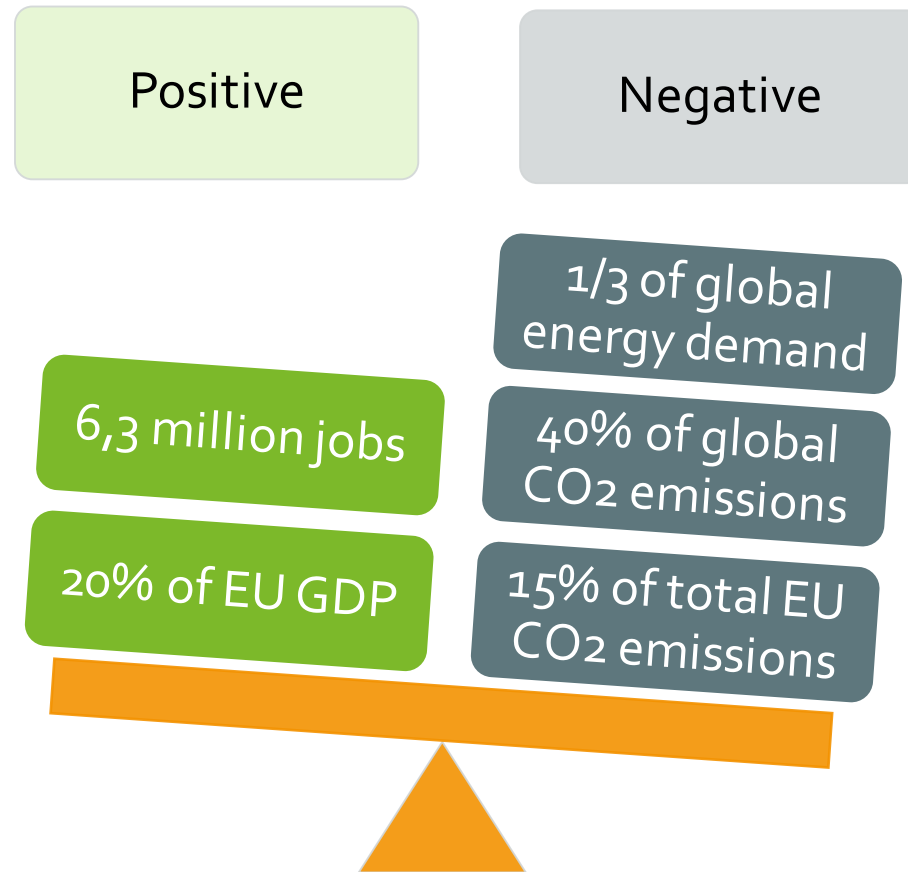 Positive
Negative
6,3 million jobs
20% of EU GDP
1/3 of global
energy demand
40% of global
CO2 emissions
15% of total EU
CO2 emissions